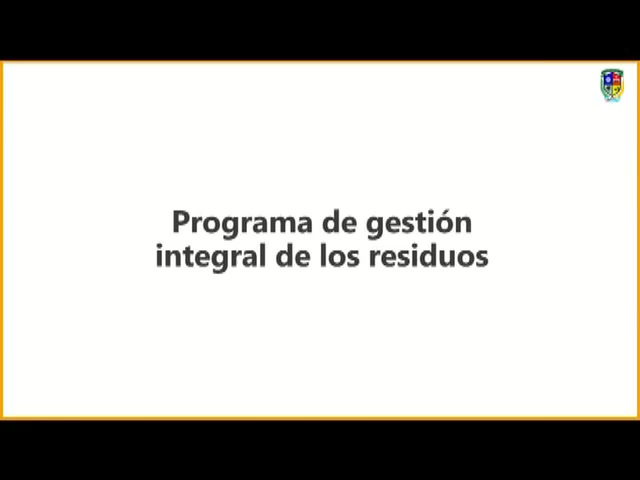 Programa de gestión
integral de los residuos